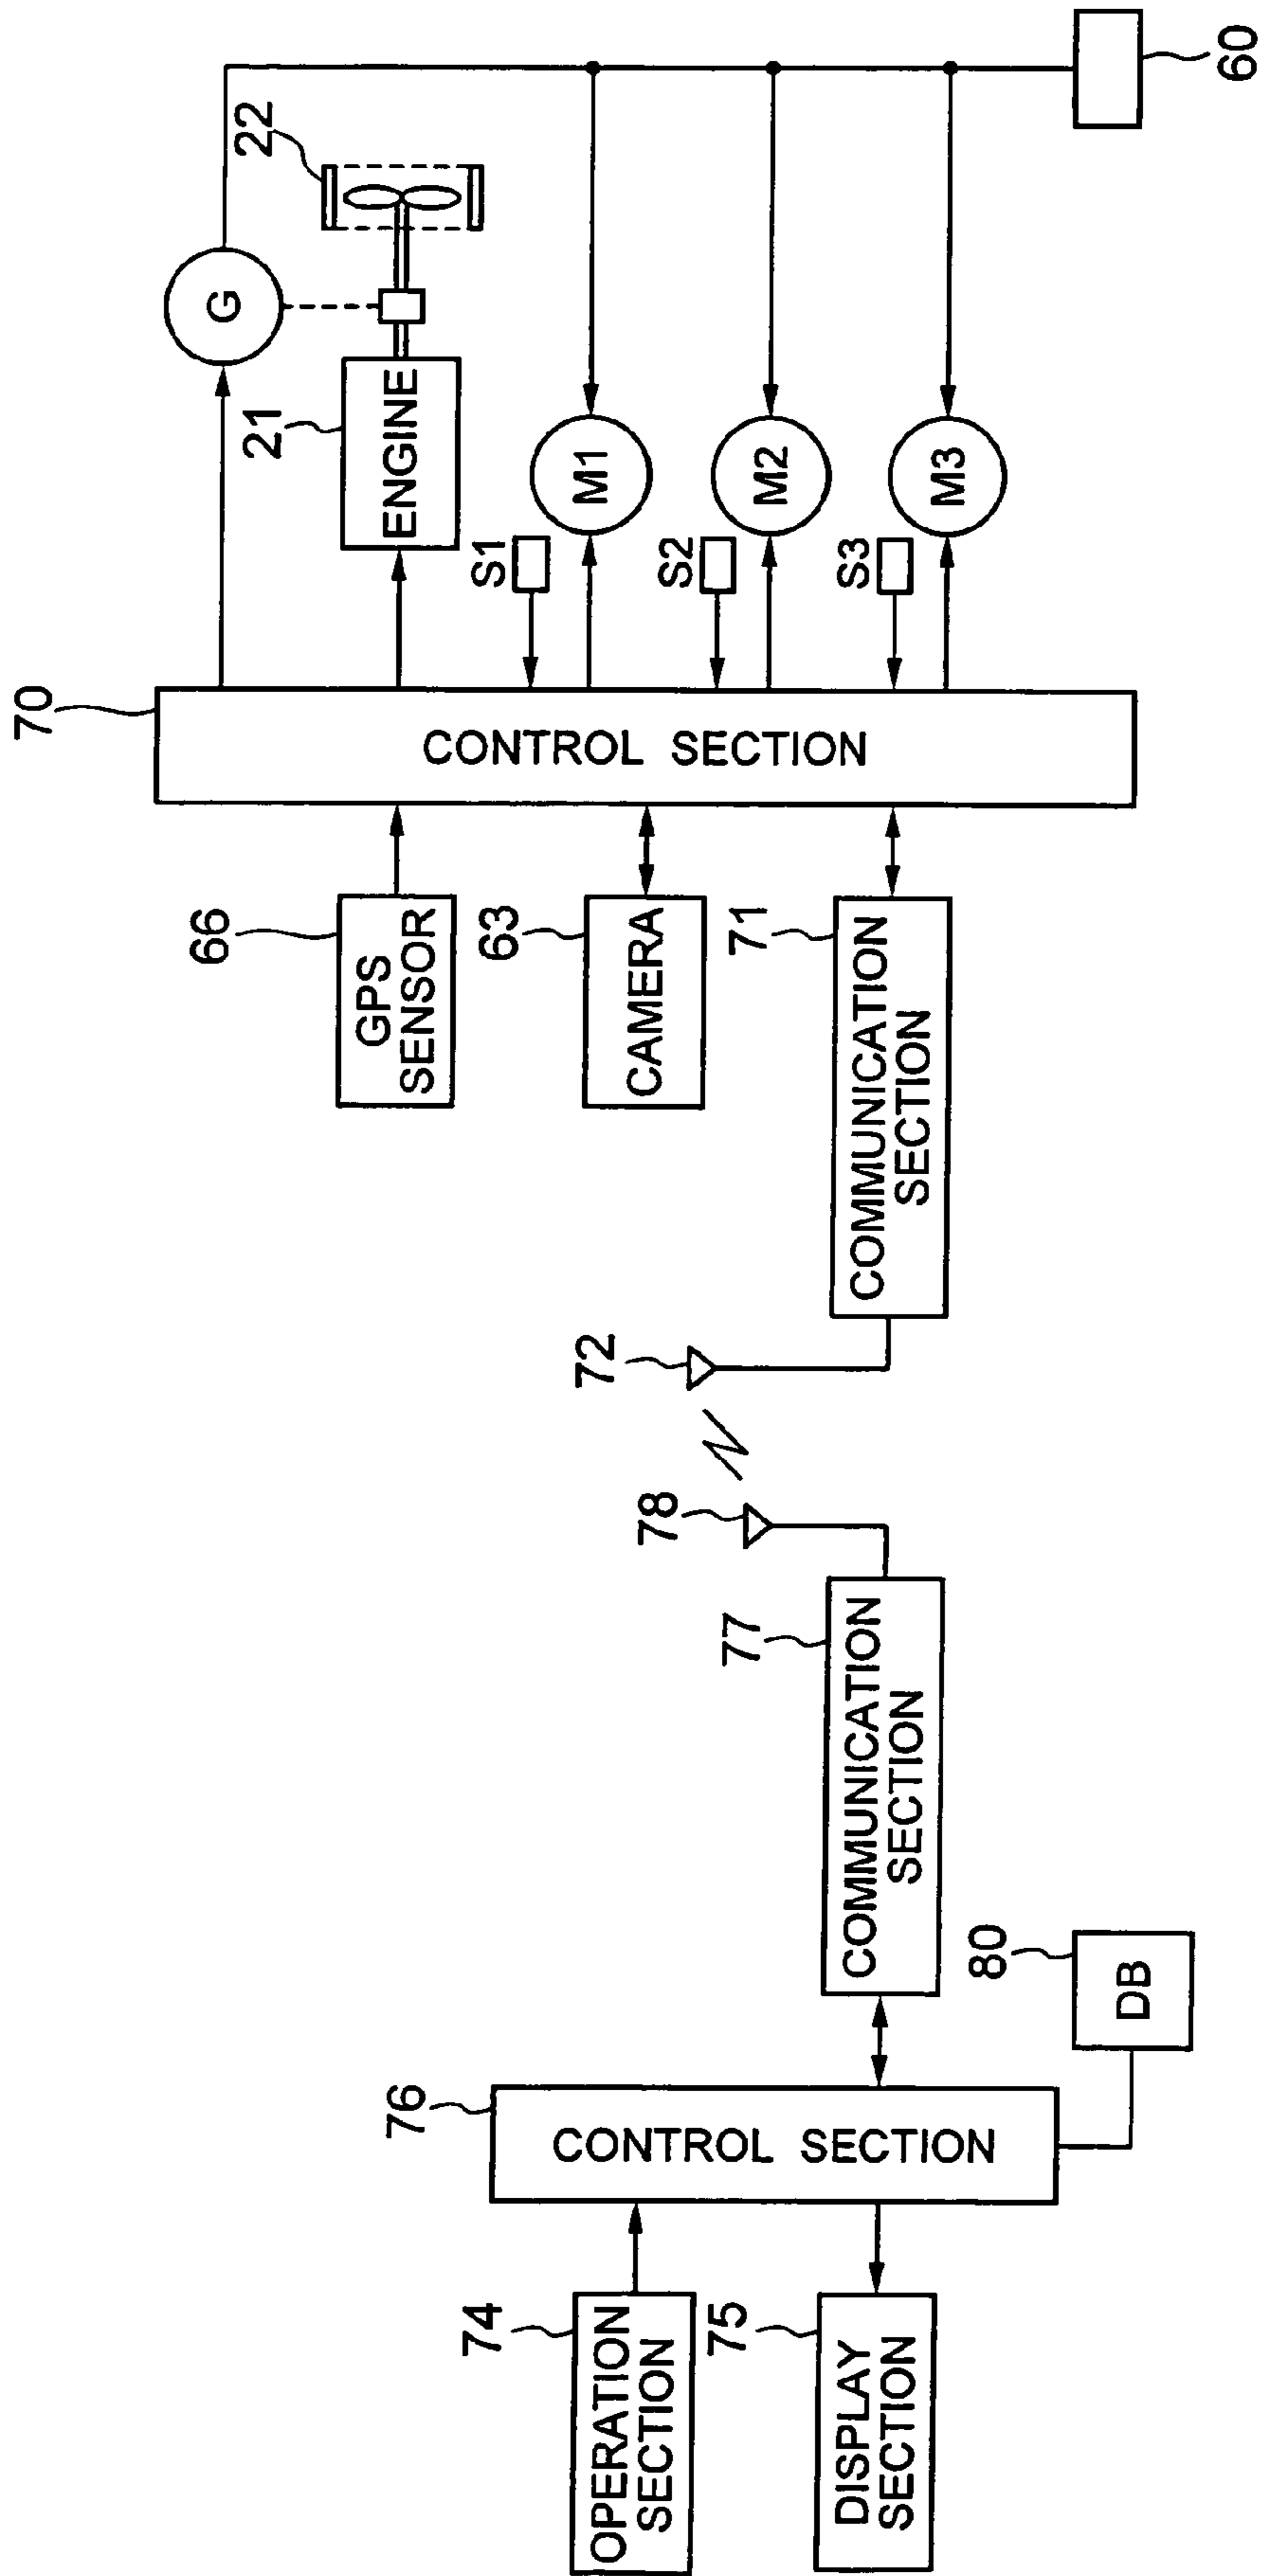 74
OPERATION
SECTION
75
DISPLAY
SECTION
76
CONTROL SECTION
80
DB
77
COMMUNICATION
SECTION
78
72
71
COMMUNICATION
SECTION
66
GPS
SENSOR
63
CAMERA
70
CONTROL SECTION
G
21
ENGINE
22
S1
M1
S2
M2
S3
M3
60